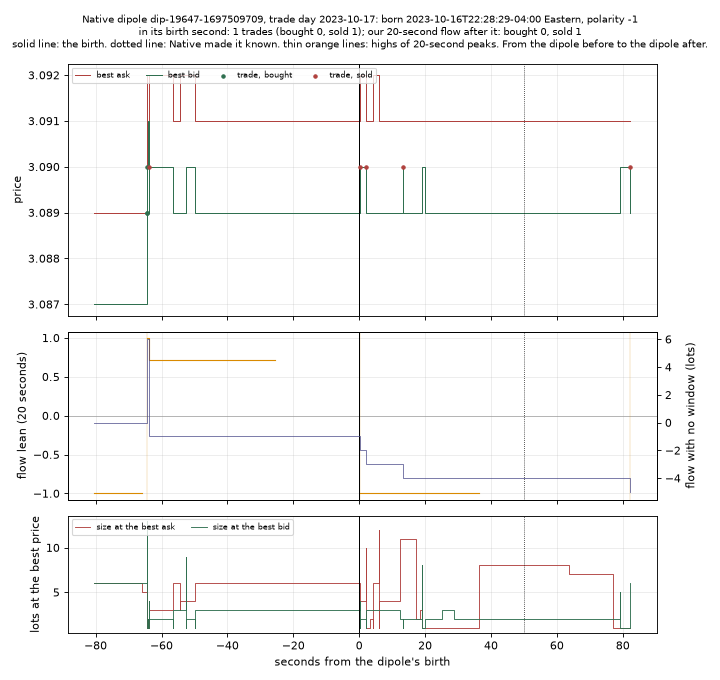 Native dipole dip-19647-1697509709, trade day 2023-10-17: born 2023-10-16T22:28:29-04:00 Eastern, polarity -1
in its birth second: 1 trades (bought 0, sold 1); our 20-second flow after it: bought 0, sold 1
solid line: the birth. dotted line: Native made it known. thin orange lines: highs of 20-second peaks. From the dipole before to the dipole after.
best ask best bid trade, bought trade, sold
3.092
3.091
3.090
3.089
3.088
3.087
price
1.0
0.5
0.0
−0.5
−1.0
flow lean (20 seconds)
6
4
2
0
−2
−4
flow with no window (lots)
size at the best ask size at the best bid
10
5
lots at the best price
−80 −60 −40 −20 0 20 40 60 80
seconds from the dipole's birth